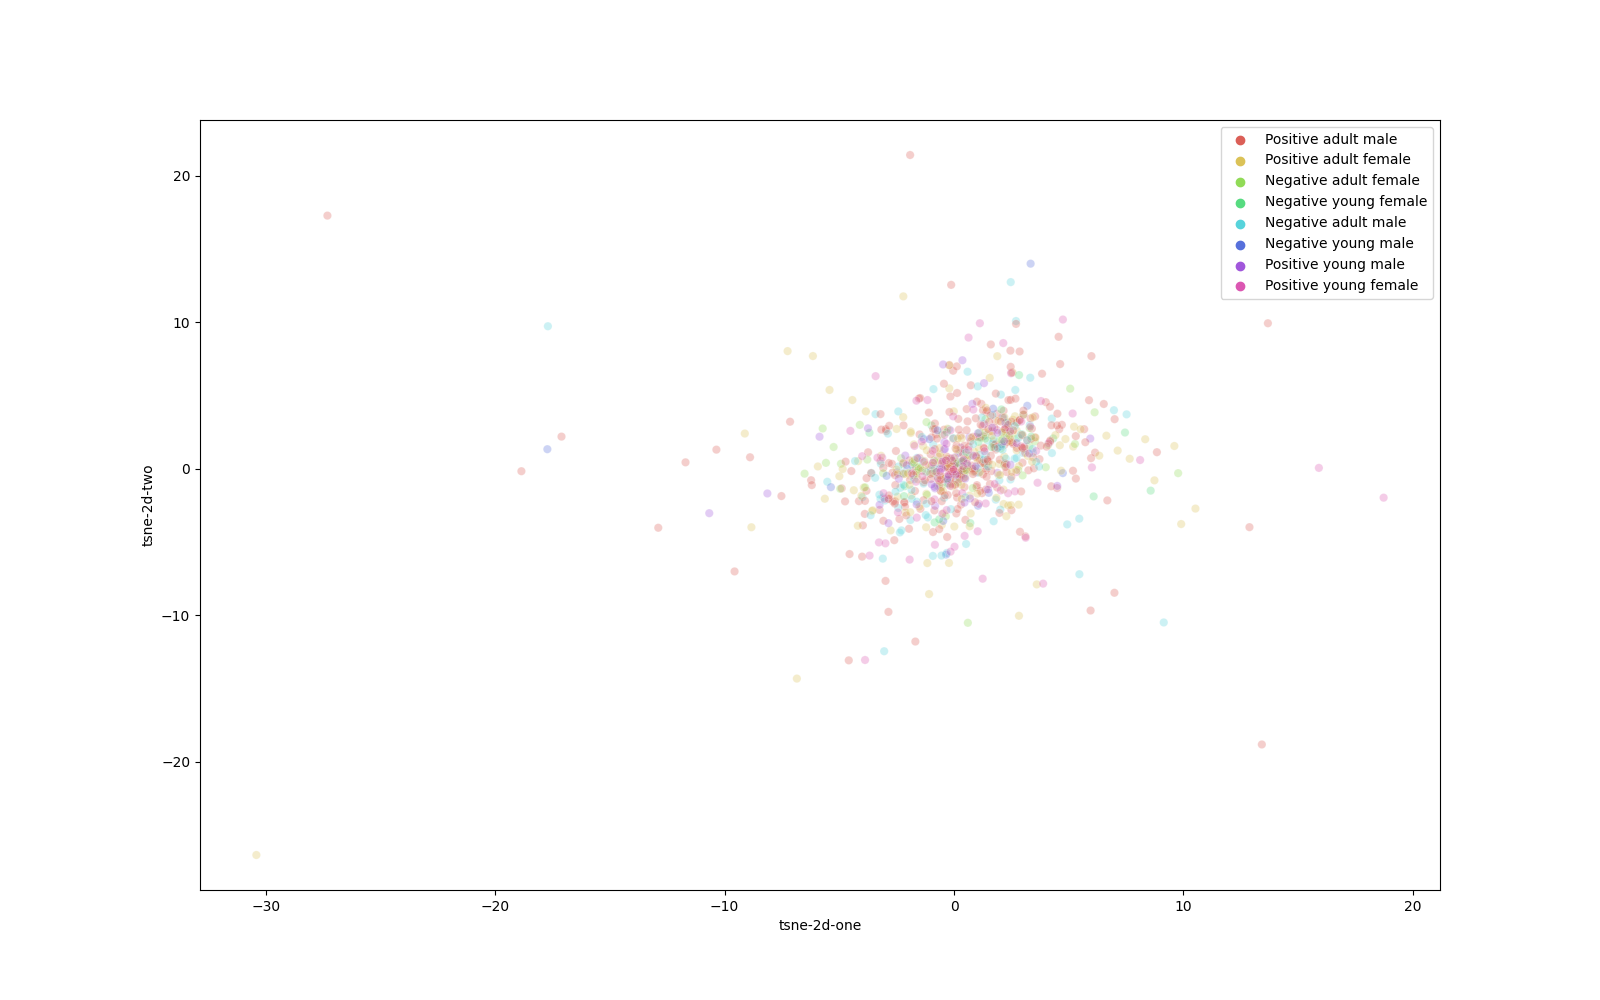 Positive adult male
Positive adult female
Negative adult female
Negative young female
Negative adult male
Negative young male
Positive young male
Positive young female
20
10
0
−10
−20
tsne-2d-two
−30
−20
−10
0
10
20
tsne-2d-one